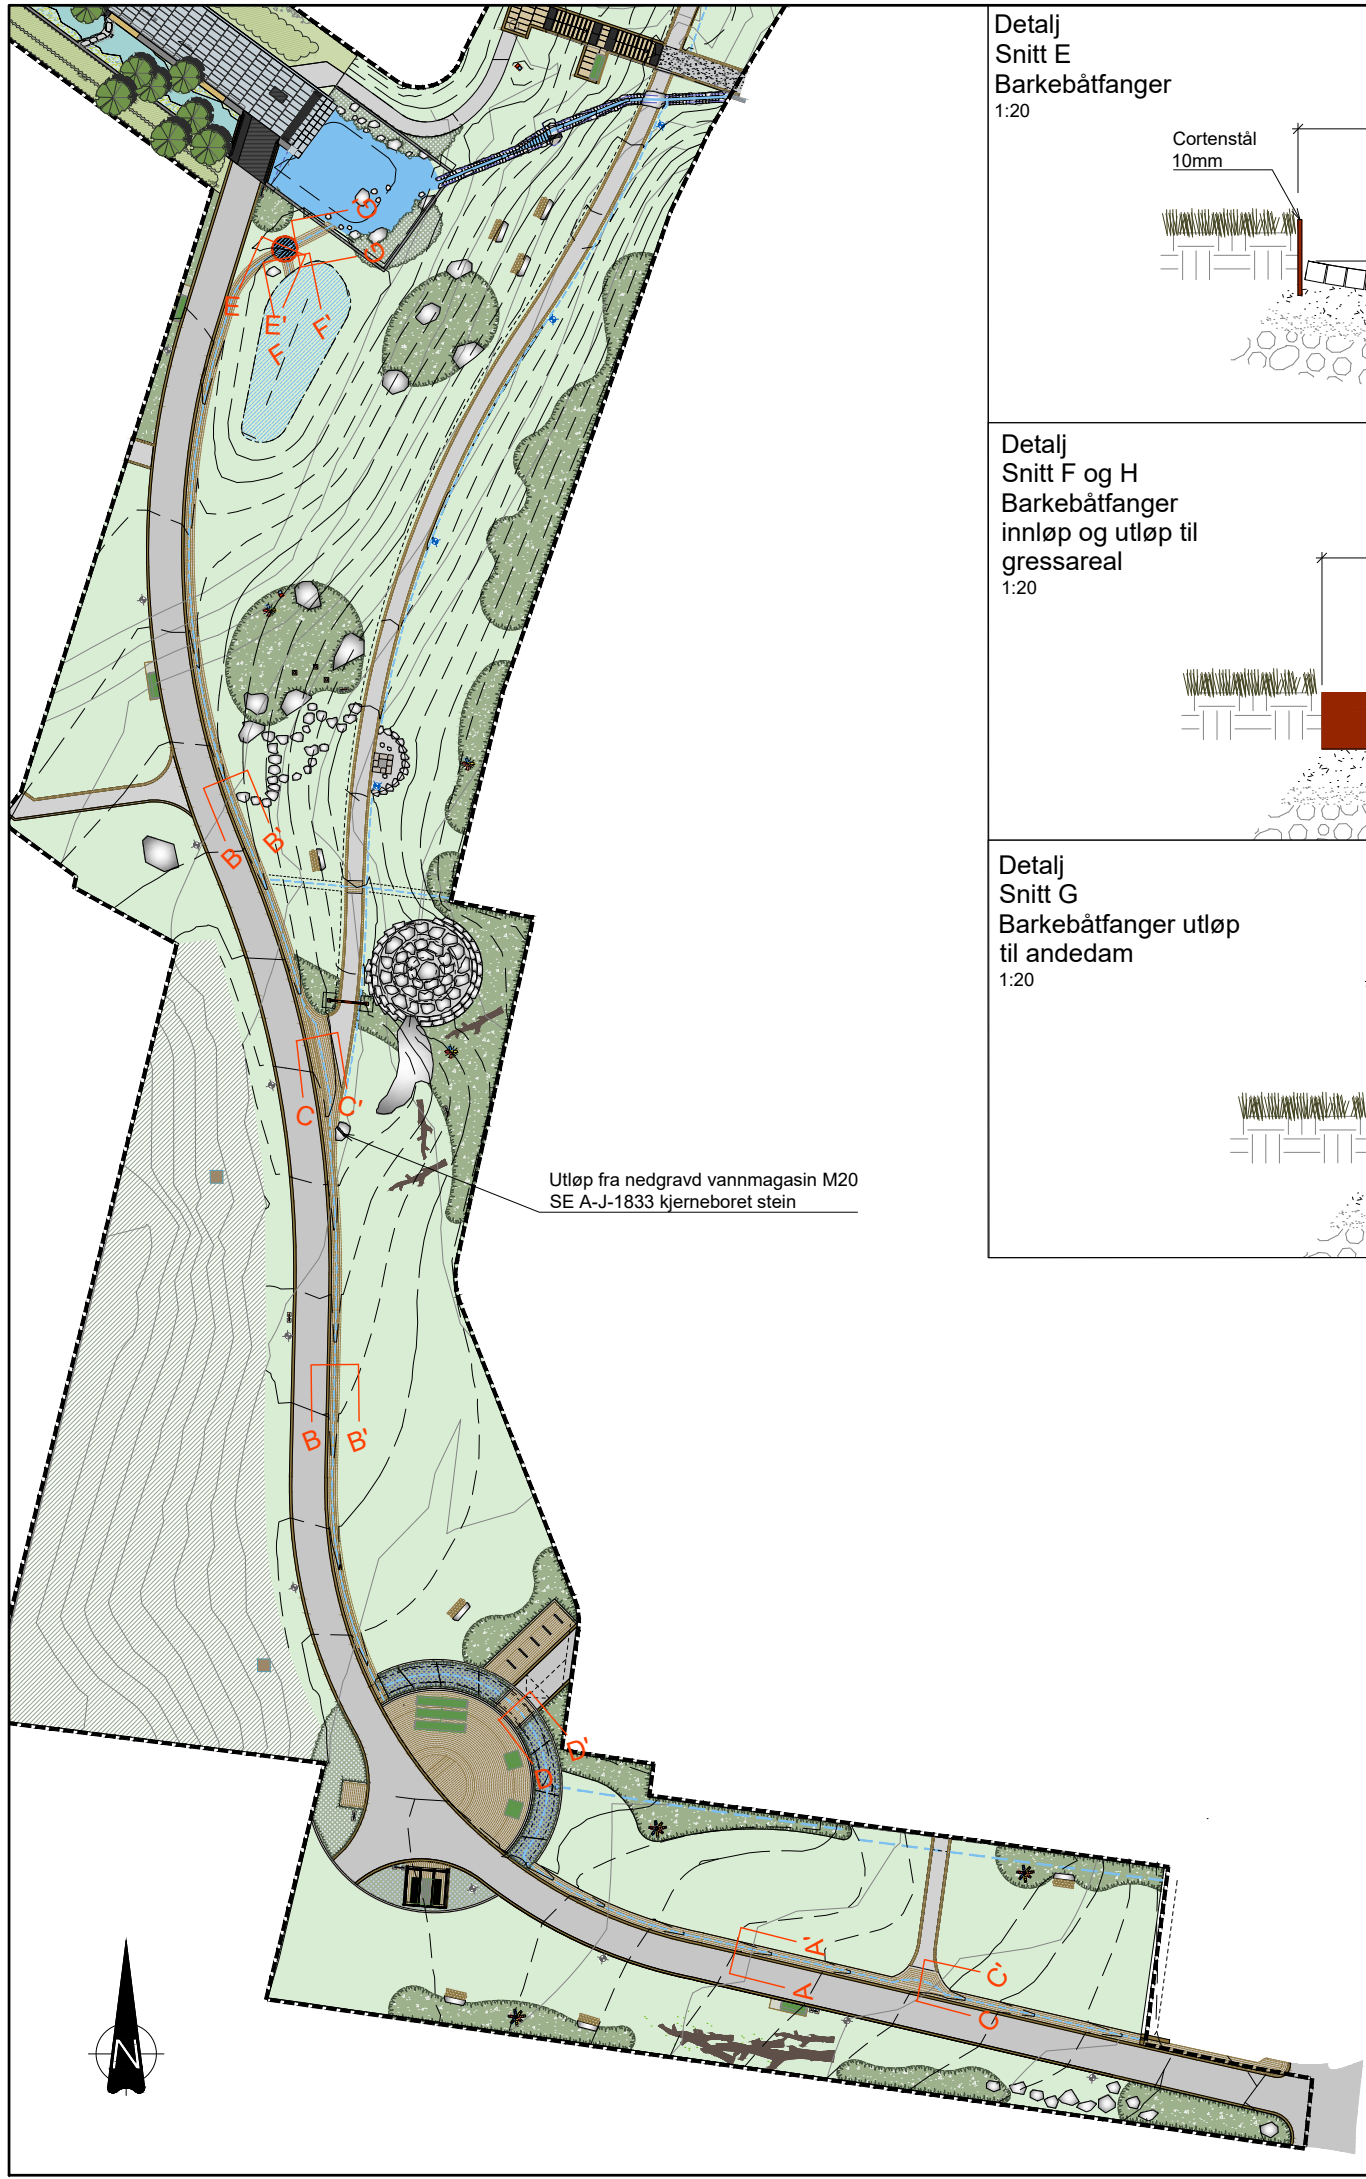 Detalj
Snitt E
Barkebåtfanger
1:20
Cortenstål
10mm
Detalj
Snitt F og H
Barkebåtfanger
innløp og utløp til
gressareal
1:20
Detalj
Snitt G
Barkebåtfanger utløp
til andedam
1:20
G'
G
E
E'
F
F'
B
B'
C
C'
Utløp fra nedgravd vannmagasin M20
SE A-J-1833 kjerneboret stein
B
B'
D
D'
A'
A
C'
C
N